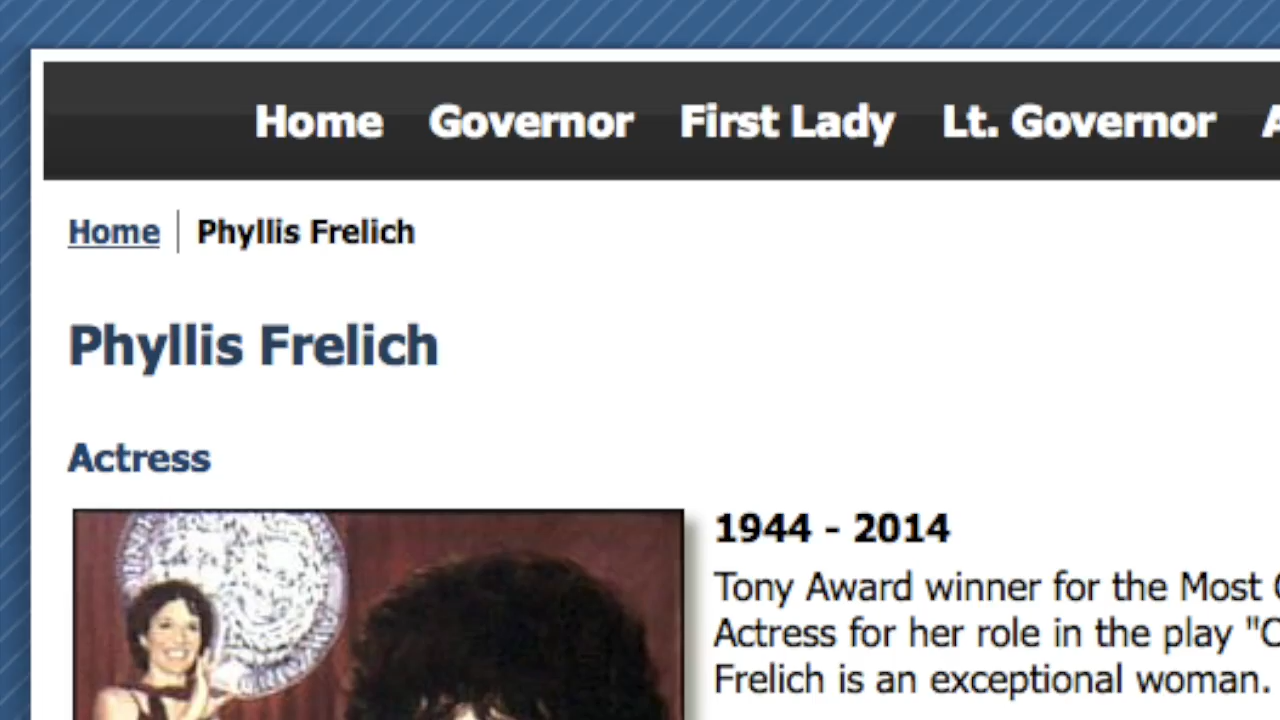 Home Governor First Lady Lt. Governor
Home Phyllis Frelich
Phyllis Frelich
Actress
1944 - 2014
Tony Award winner for the Most
Actress for her role in the play "
Frelich is an exceptional woman.